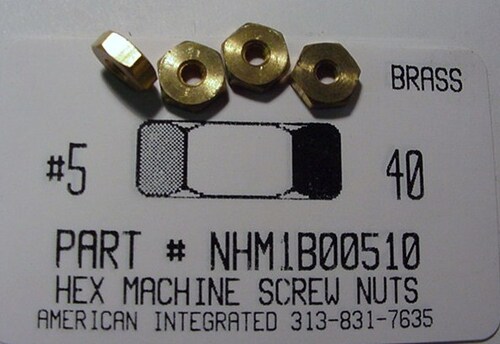 BRASS
#5 40
PART # NHM1B00510
HEX MACHINE SCREW NUTS
AMERICAN INTEGRATED 313-831-7635